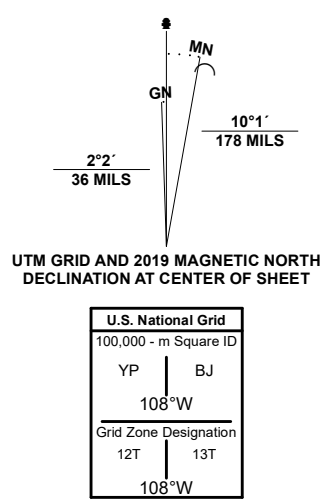 MN
GN
10°1´
178 MILS
2°2´
36 MILS
UTM GRID AND 2019 MAGNETIC NORTH
DECLINATION AT CENTER OF SHEET
U.S. National Grid
100,000 - m Square ID
YP BJ
108°W
Grid Zone Designation
12T 13T
108°W